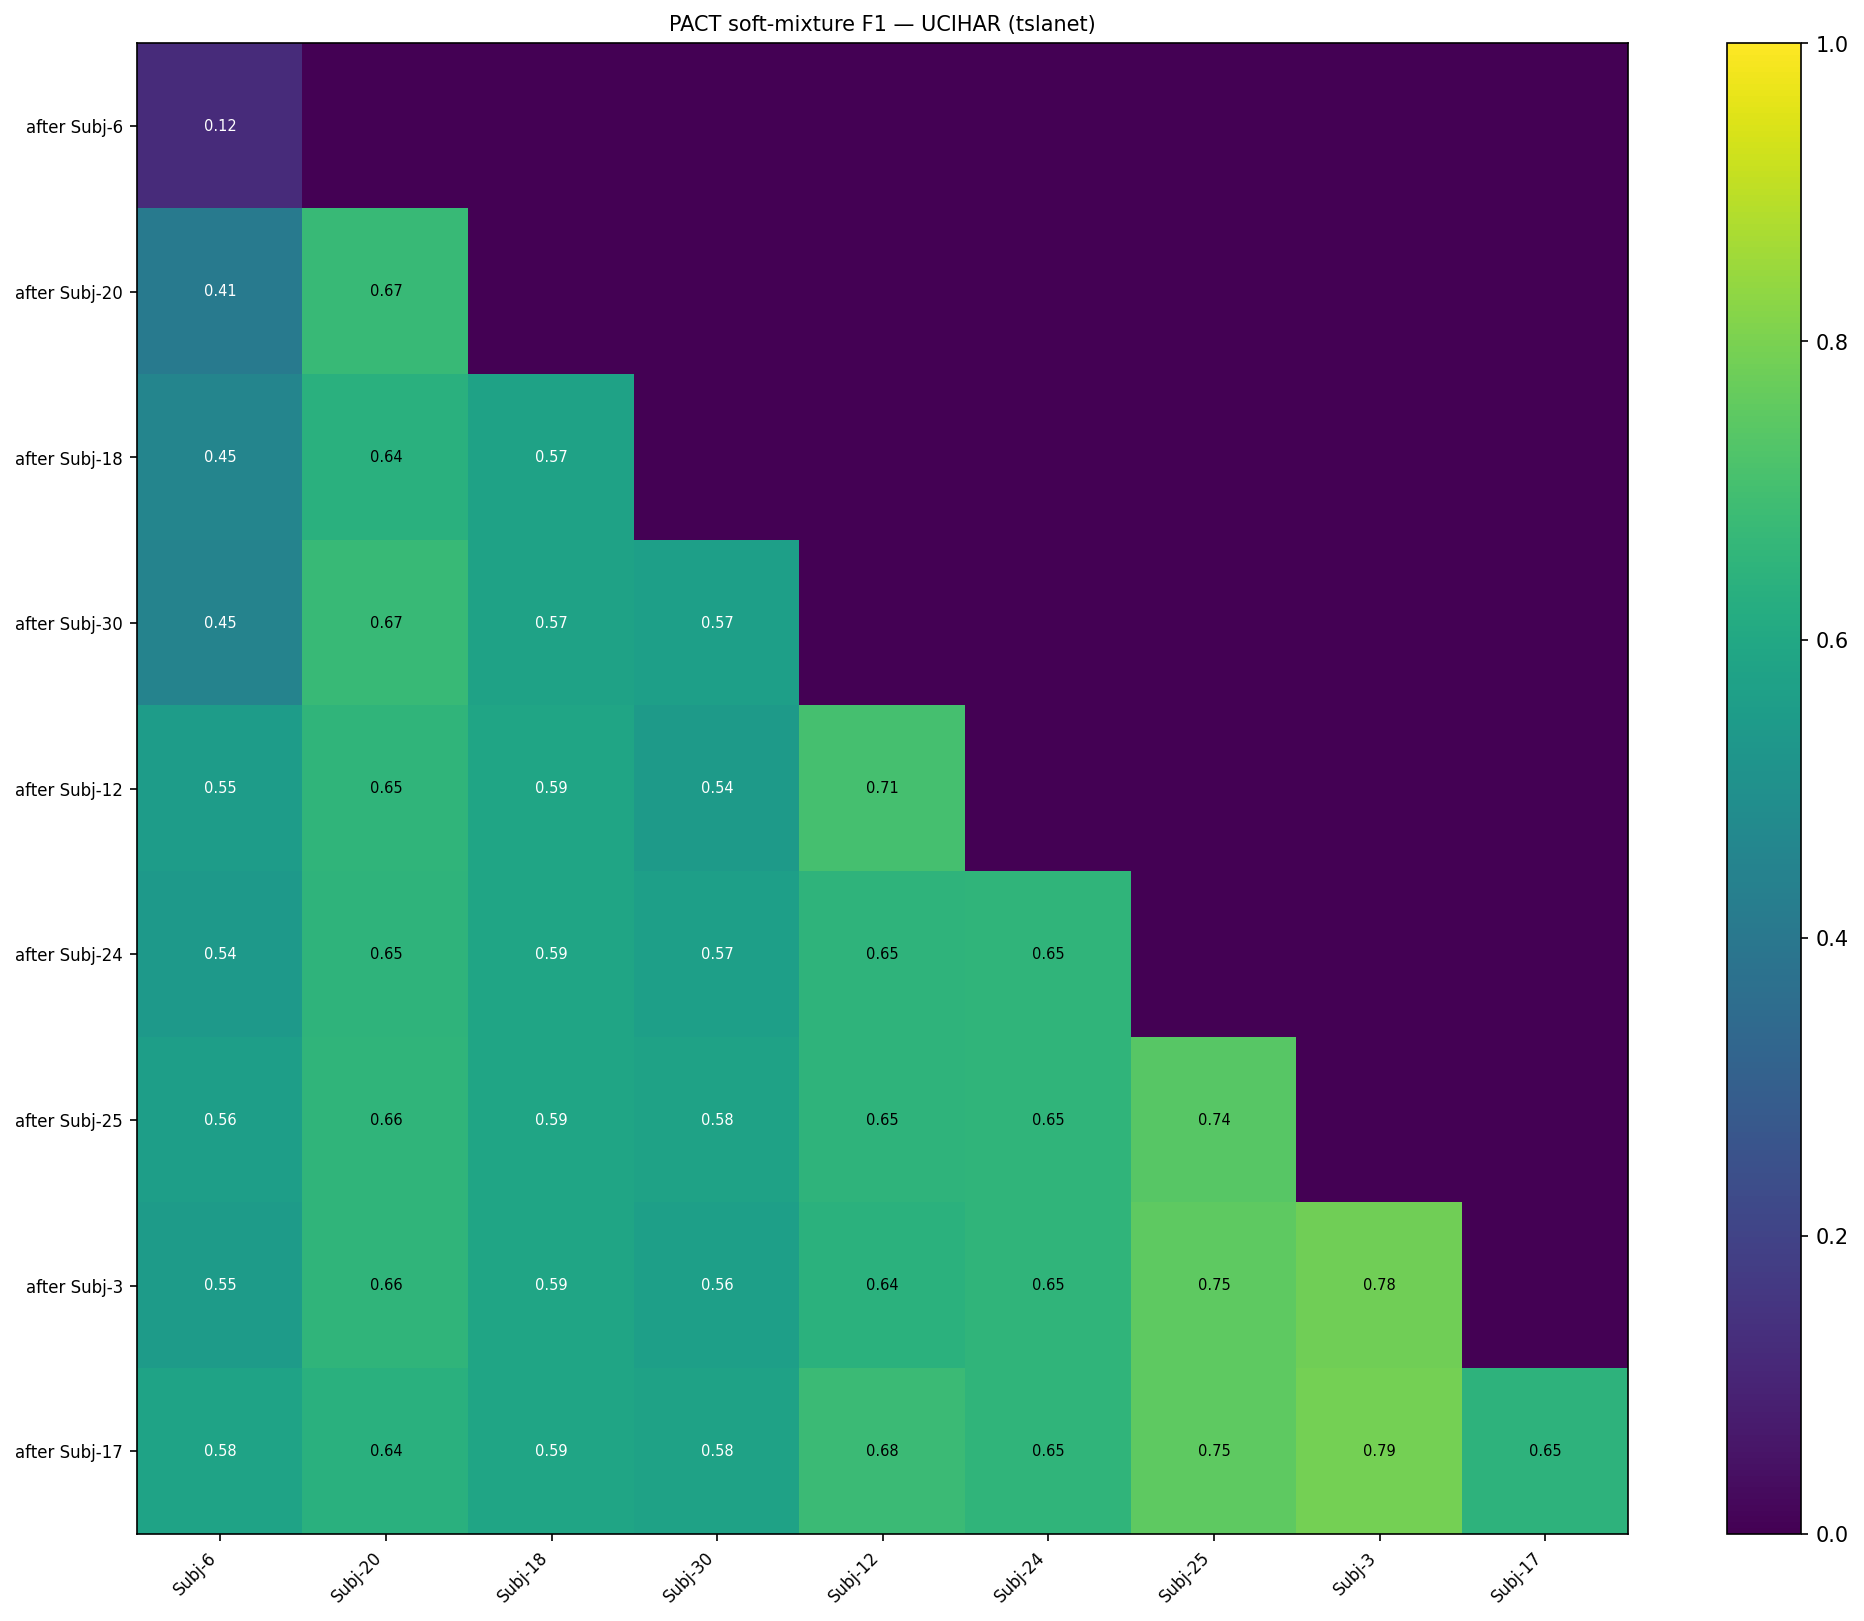 PACT soft-mixture F1 — UCIHAR (tslanet)
1.0
after Subj-6 0.12
after Subj-20 0.41 0.67
0.8
after Subj-18 0.45 0.64 0.57
after Subj-30 0.45 0.67 0.57 0.57
0.6
after Subj-12 0.55 0.65 0.59 0.54 0.71
after Subj-24 0.54 0.65 0.59 0.57 0.65 0.65
0.4
after Subj-25 0.56 0.66 0.59 0.58 0.65 0.65 0.74
0.2
after Subj-3 0.55 0.66 0.59 0.56 0.64 0.65 0.75 0.78
after Subj-17 0.58 0.64 0.59 0.58 0.68 0.65 0.75 0.79 0.65
0.0
Subj-6 Subj-20 Subj-18 Subj-30 Subj-12 Subj-24 Subj-25 Subj-3 Subj-17